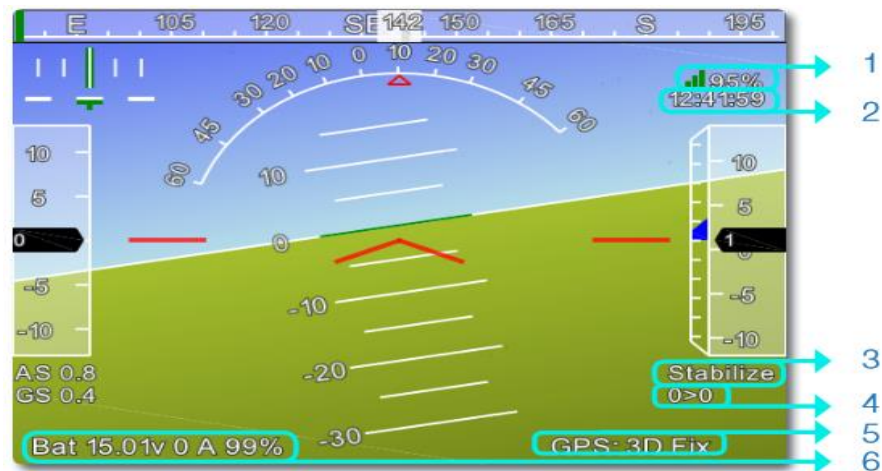 E 105 120 SE 142 150 165 S 195
60 45 30 20 10 0 10 20 30 45 60
95% 1
12:41:59 2
10 5 0 -5 -10
10 0 -10 -20 -30
10 5 1 0 -5 -10
AS 0.8
GS 0.4
Stabilize 3
0>0 4
GPS: 3D Fix 5
Bat 15.01v 0 A 99% 6